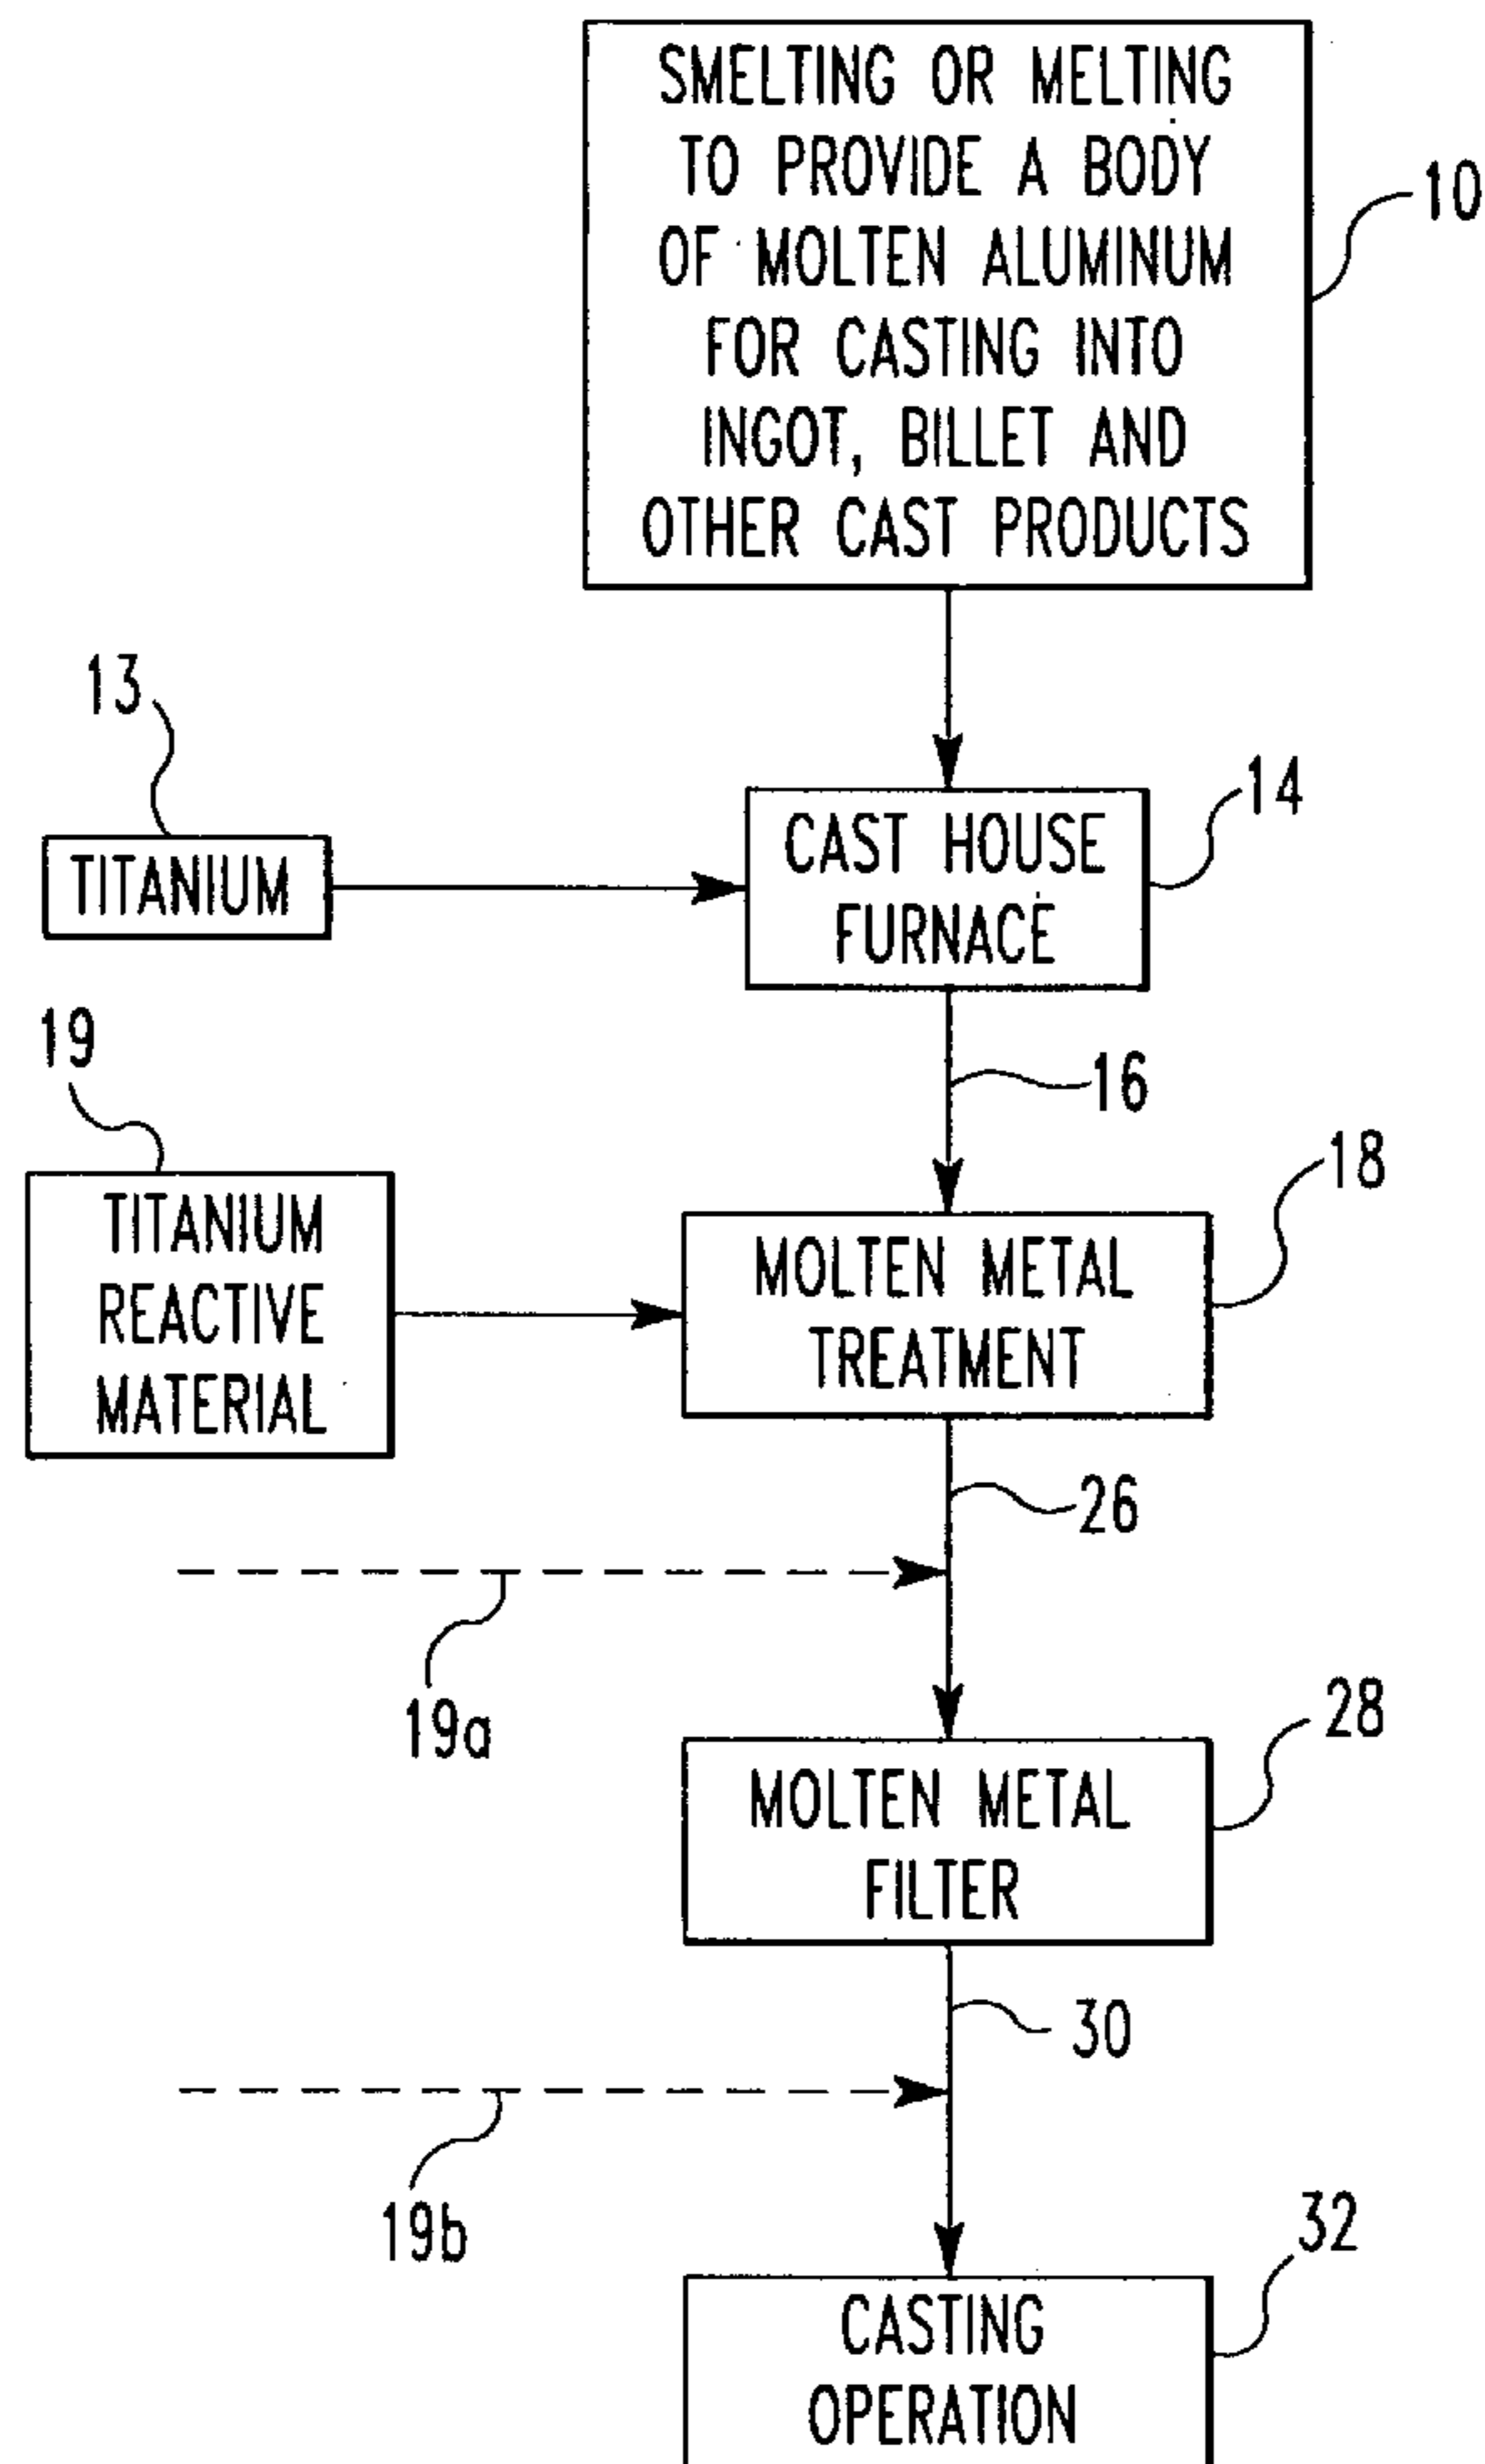 SMELTING OR MELTING
TO PROVIDE A BODY
OF MOLTEN ALUMINUM
FOR CASTING INTO
INGOT, BILLET AND
OTHER CAST PRODUCTS
10
13
TITANIUM
CAST HOUSE
FURNACE
14
16
19
TITANIUM
REACTIVE
MATERIAL
MOLTEN METAL
TREATMENT
18
26
19a
MOLTEN METAL
FILTER
28
30
19b
CASTING
OPERATION
32